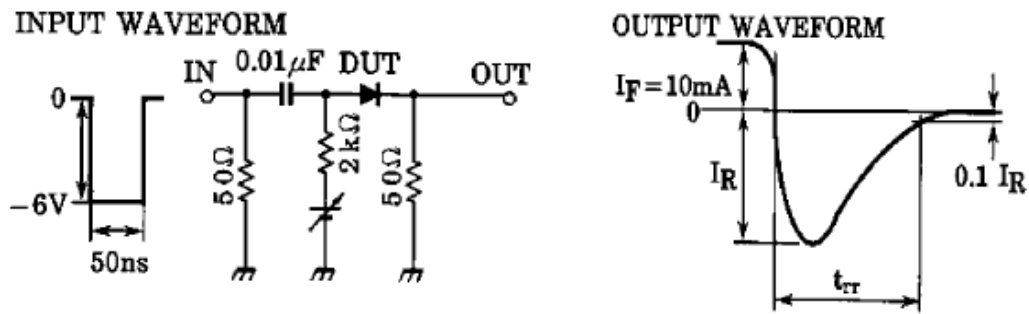 INPUT WAVEFORM
IN 0.01μF DUT OUT
0
50Ω
2kΩ
50Ω
−6V
50ns
OUTPUT WAVEFORM
IF=10mA
0
IR
0.1 IR
trr